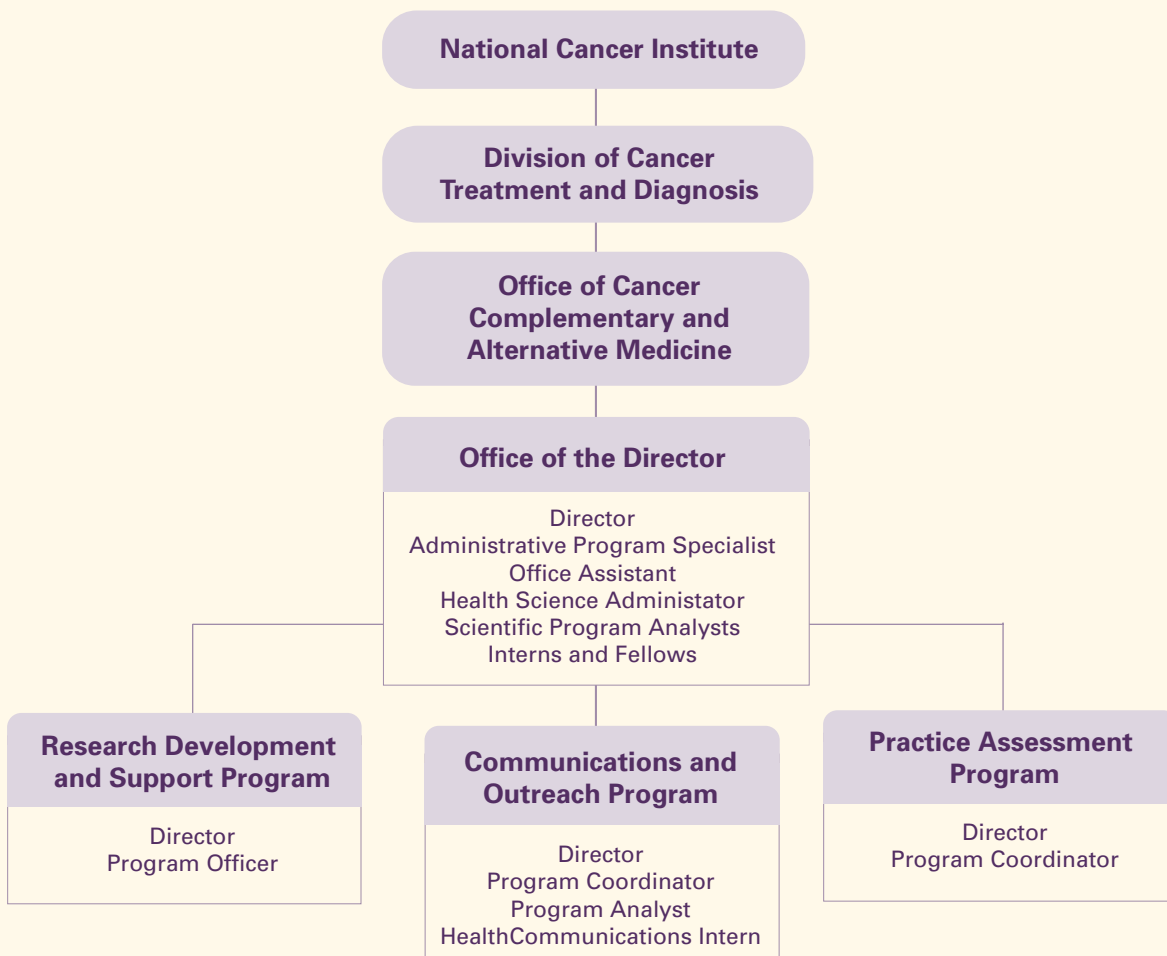 National Cancer Institute
Division of Cancer
Treatment and Diagnosis
Office of Cancer
Complementary and
Alternative Medicine
Office of the Director
Director
Administrative Program Specialist
Office Assistant
Health Science Administator
Scientific Program Analysts
Interns and Fellows
Research Development
and Support Program
Director
Program Officer
Communications and
Outreach Program
Director
Program Coordinator
Program Analyst
HealthCommunications Intern
Practice Assessment
Program
Director
Program Coordinator